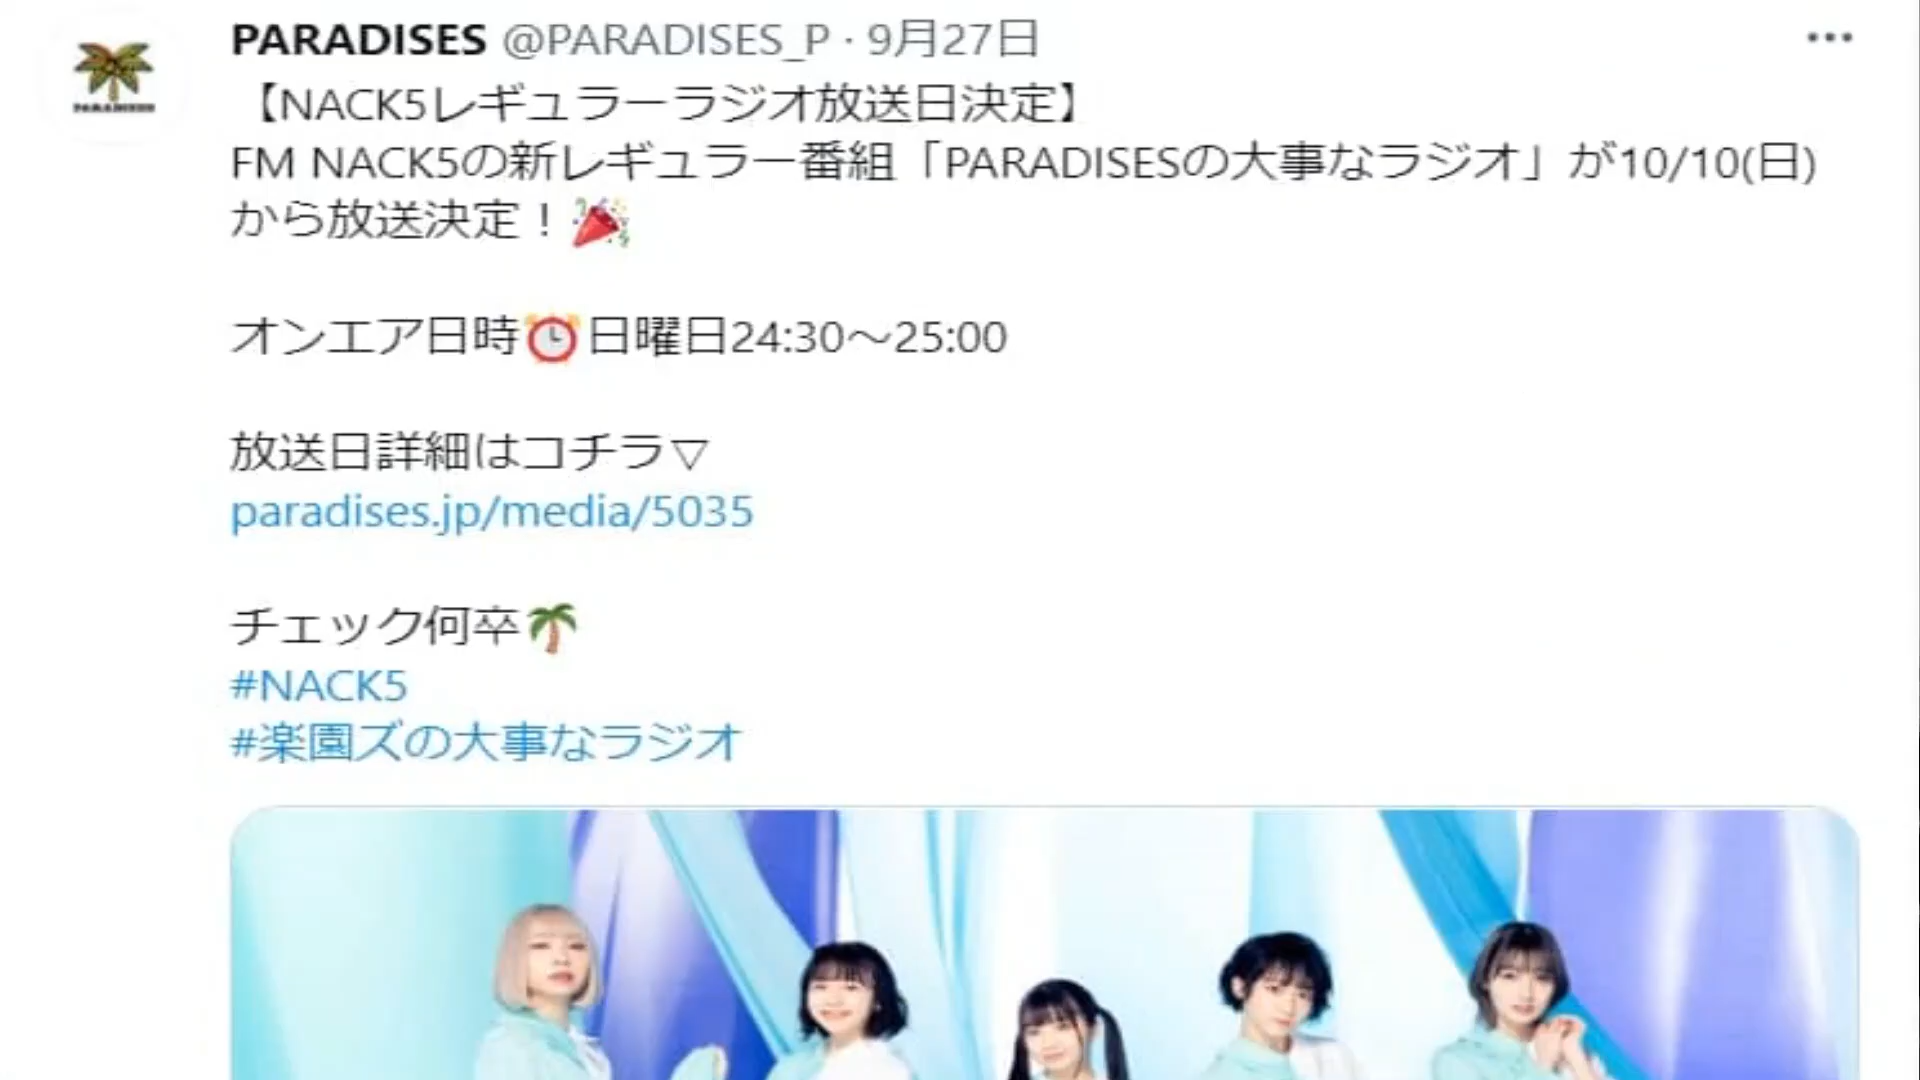 PARADISES @PARADISES_P · 9月27日
PARADISES
【NACK5レギュラーラジオ放送日決定】
FM NACK5の新レギュラー番組「PARADISESの大事なラジオ」が10/10(日)
から放送決定！🎉
オンエア日時⏰日曜日24:30〜25:00
放送日詳細はコチラ▽
paradises.jp/media/5035
チェック何卒🌴
#NACK5
#楽園ズの大事なラジオ